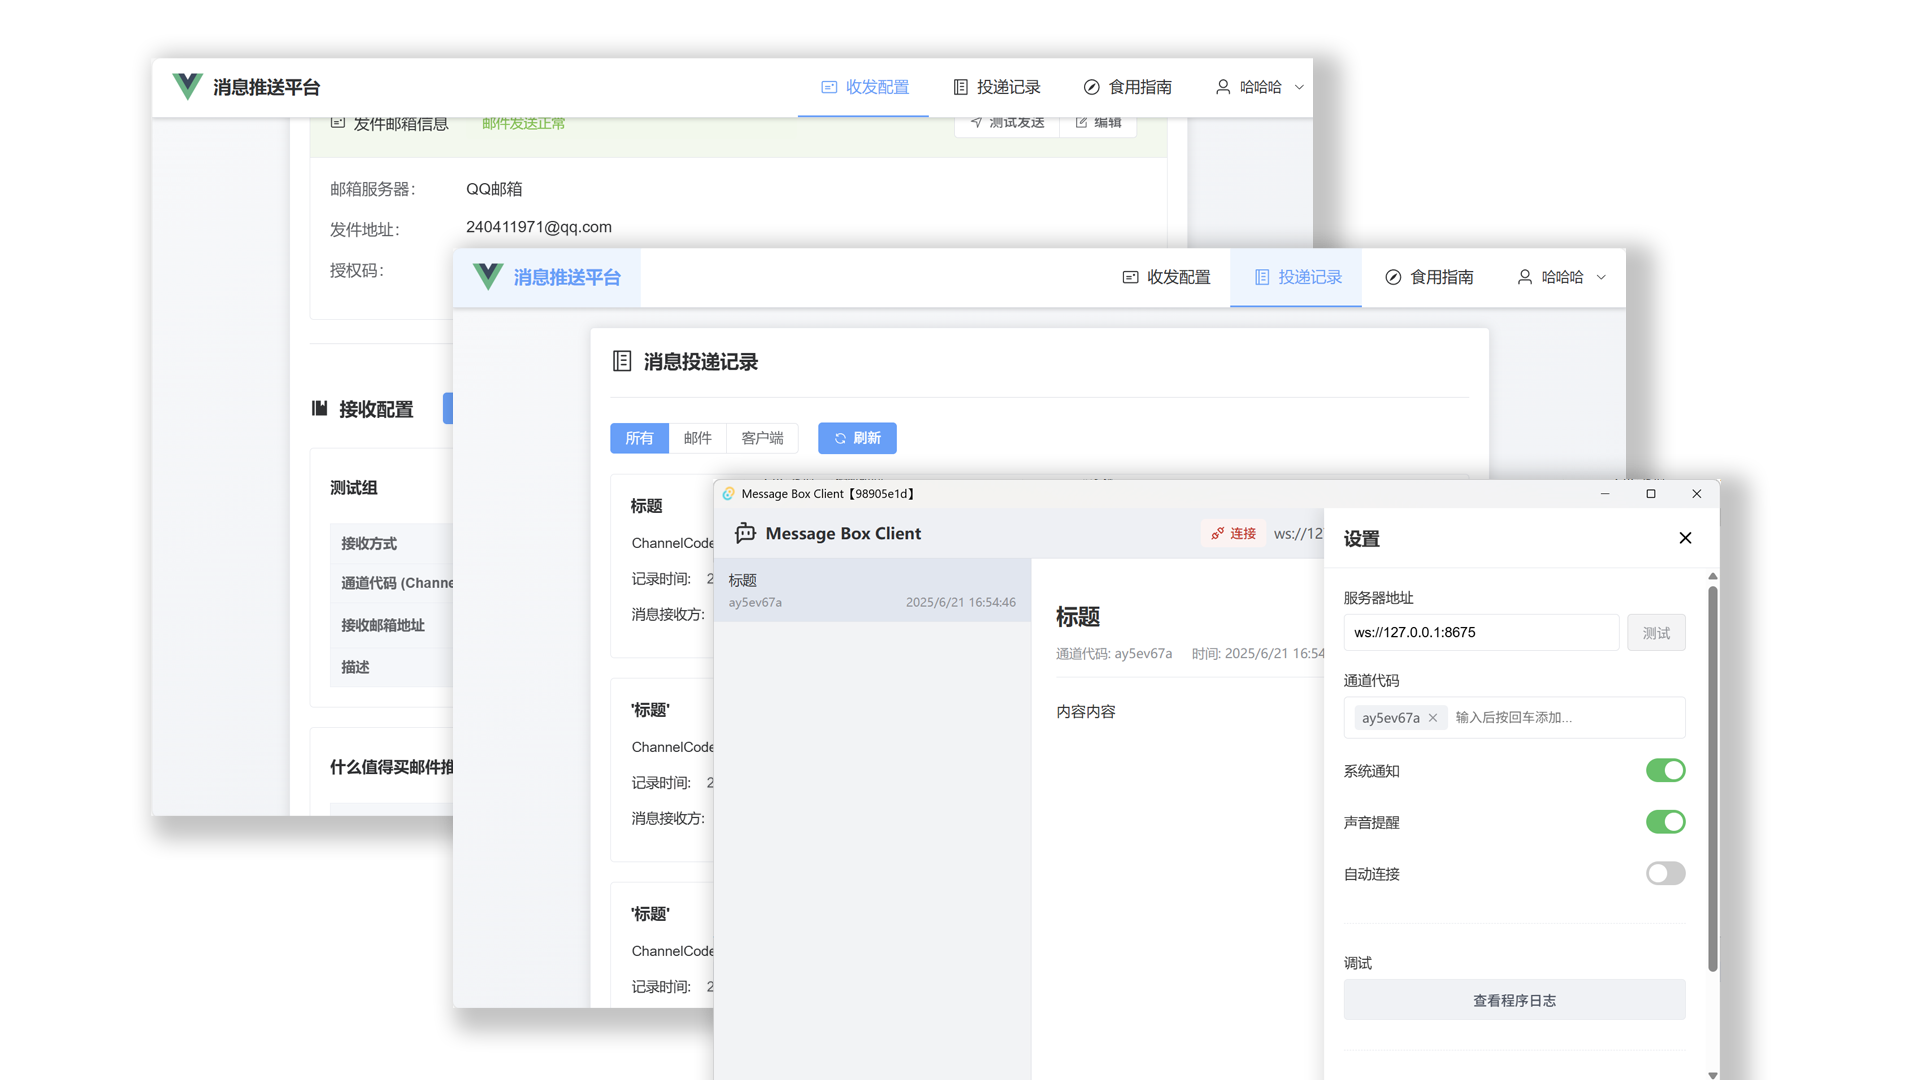 消息推送平台
收发配置
投递记录
食用指南
哈哈哈
发件邮箱信息
邮件发送正常
测试发送
编辑
邮箱服务器：
QQ邮箱
发件地址：
240411971@qq.com
授权码：
接收配置
测试组
接收方式
通道代码 (Channe
接收邮箱地址
描述
什么值得买邮件推
消息推送平台
收发配置
投递记录
食用指南
哈哈哈
消息投递记录
所有
邮件
客户端
刷新
标题
ChannelCode
记录时间： 2
消息接收方：
'标题'
ChannelCode
记录时间： 2
消息接收方：
'标题'
ChannelCode
记录时间： 2
Message Box Client【98905e1d】
Message Box Client
连接
ws://12
标题
ay5ev67a
2025/6/21 16:54:46
标题
通道代码: ay5ev67a
时间: 2025/6/21 16:54
内容内容
设置
服务器地址
ws://127.0.0.1:8675
测试
通道代码
ay5ev67a
输入后按回车添加...
系统通知
声音提醒
自动连接
调试
查看程序日志